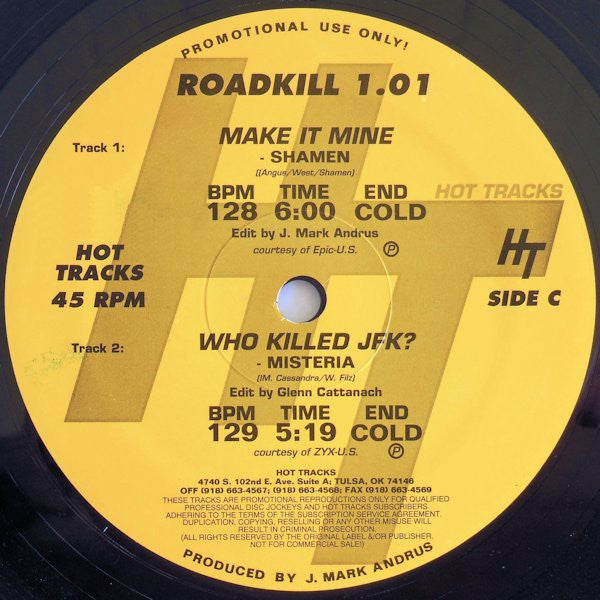 PROMOTIONAL USE ONLY!
ROADKILL 1.01
Track 1:
MAKE IT MINE
- SHAMEN
((Angus/West/Shamen)
BPM TIME END
128 6:00 COLD
Edit by J. Mark Andrus
courtesy of Epic-U.S. Ⓟ
HOT TRACKS
HT
HOT
TRACKS
45 RPM
SIDE C
Track 2:
WHO KILLED JFK?
- MISTERIA
(IM. Cassandra/W. Filz)
Edit by Glenn Cattanach
BPM TIME END
129 5:19 COLD
courtesy of ZYX-U.S. Ⓟ
HOT TRACKS
4740 S. 102nd E. Ave. Suite A; TULSA, OK 74146
OFF (918) 663-4567; (918) 663-4568; FAX (918) 663-4569
THESE TRACKS ARE PROMOTIONAL REPRODUCTIONS ONLY FOR QUALIFIED
PROFESSIONAL DISC JOCKEYS AND HOT TRACKS SUBSCRIBERS
ADHERING TO THE TERMS OF THE SUBSCRIPTION SERVICE AGREEMENT.
DUPLICATION. COPYING, RESELLING OR ANY OTHER MISUSE WILL
RESULT IN CRIMINAL PROSECUTION.
(ALL RIGHTS RESERVED BY THE ORIGINAL LABEL &/OR PUBLISHER.
NOT FOR COMMERCIAL SALE!)
PRODUCED BY J. MARK ANDRUS